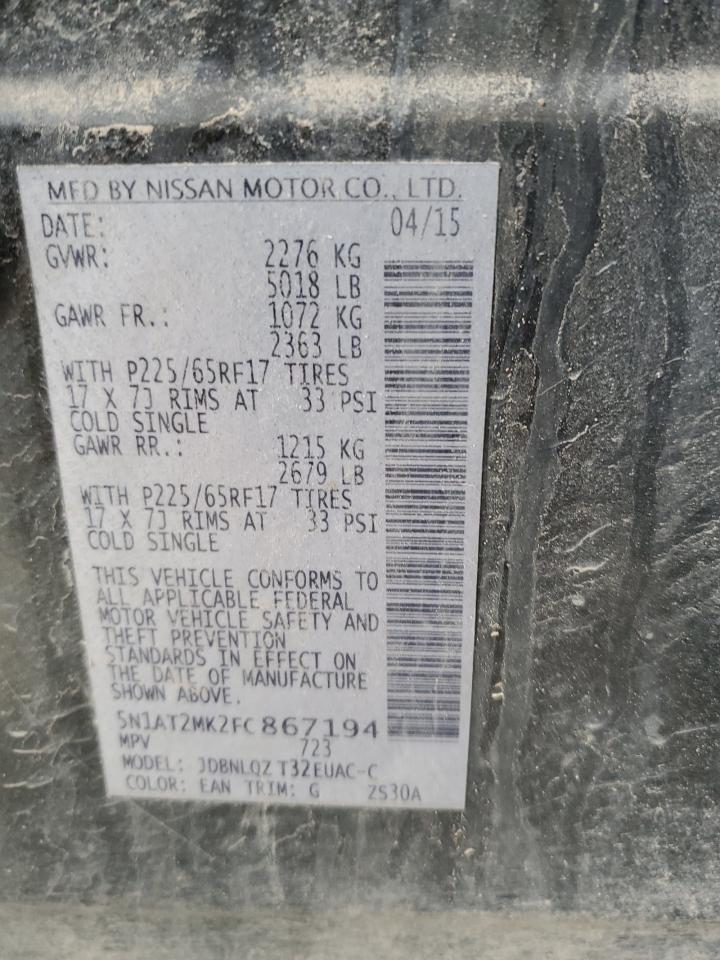 MFD BY NISSAN MOTOR CO., LTD.
DATE: 04/15
GVWR: 2276 KG
5018 LB
GAWR FR.: 1072 KG
2363 LB
WITH P225/65RF17 TIRES
17 X 7J RIMS AT 33 PSI
COLD SINGLE
GAWR RR.: 1215 KG
2679 LB
WITH P225/65RF17 TIRES
17 X 7J RIMS AT 33 PSI
COLD SINGLE
THIS VEHICLE CONFORMS TO
ALL APPLICABLE FEDERAL
MOTOR VEHICLE SAFETY AND
THEFT PREVENTION
STANDARDS IN EFFECT ON
THE DATE OF MANUFACTURE
SHOWN ABOVE.
5N1AT2MK2FC867194
MPV 723
MODEL: JDBNLQZ T32EUAC-C
COLOR: EAN TRIM: G ZS30A